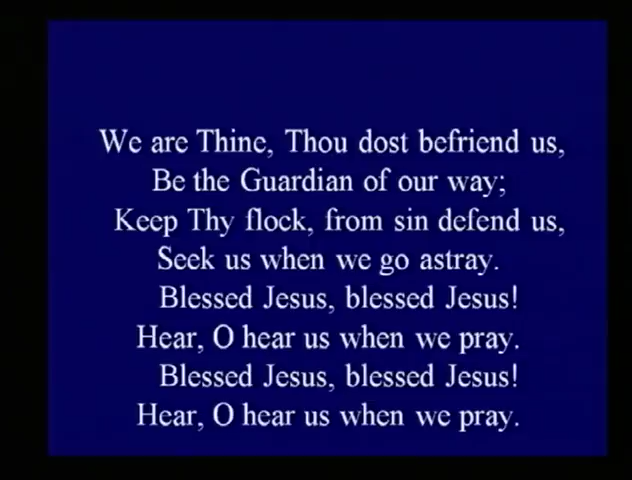 We are Thine, Thou dost befriend us,
Be the Guardian of our way;
Keep Thy flock, from sin defend us,
Seek us when we go astray.
Blessed Jesus, blessed Jesus!
Hear, O hear us when we pray.
Blessed Jesus, blessed Jesus!
Hear, O hear us when we pray.